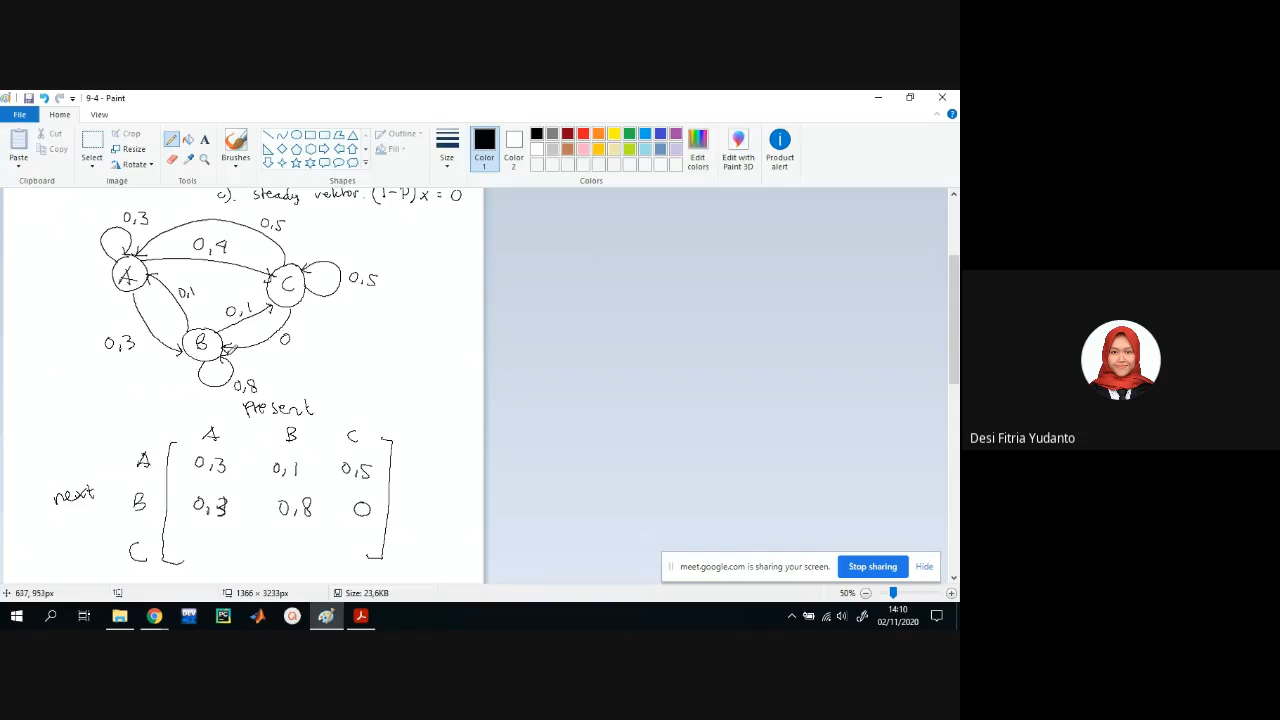 9-4 - Paint
File Home View
Cut
Copy
Paste
Clipboard
Crop
Resize
Rotate
Select
Image
Tools
Brushes
Outline
Fill
Shapes
Size
Color 1
Color 2
Edit colors
Edit with Paint 3D
Product alert
Colors
c). steady vektor. (I-P)x = 0
0,3
0,5
0,4
A
C
0,5
0,1
0,1
0,3
B
0
0,8
Present
A B C
A 0,3 0,1 0,5
next B 0,3 0,8 0
C
meet.google.com is sharing your screen. Stop sharing Hide
637, 953px 1366 × 3233px Size: 23,6KB 50%
DEV
PC
14:10
02/11/2020
Desi Fitria Yudanto